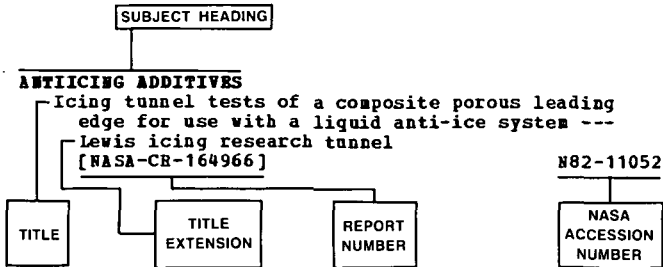 SUBJECT HEADING
ANTIICING ADDITIVES
Icing tunnel tests of a composite porous leading
edge for use with a liquid anti-ice system ---
Lewis icing research tunnel
[NASA-CR-164966] N82-11052
TITLE
TITLE
EXTENSION
REPORT
NUMBER
NASA
ACCESSION
NUMBER